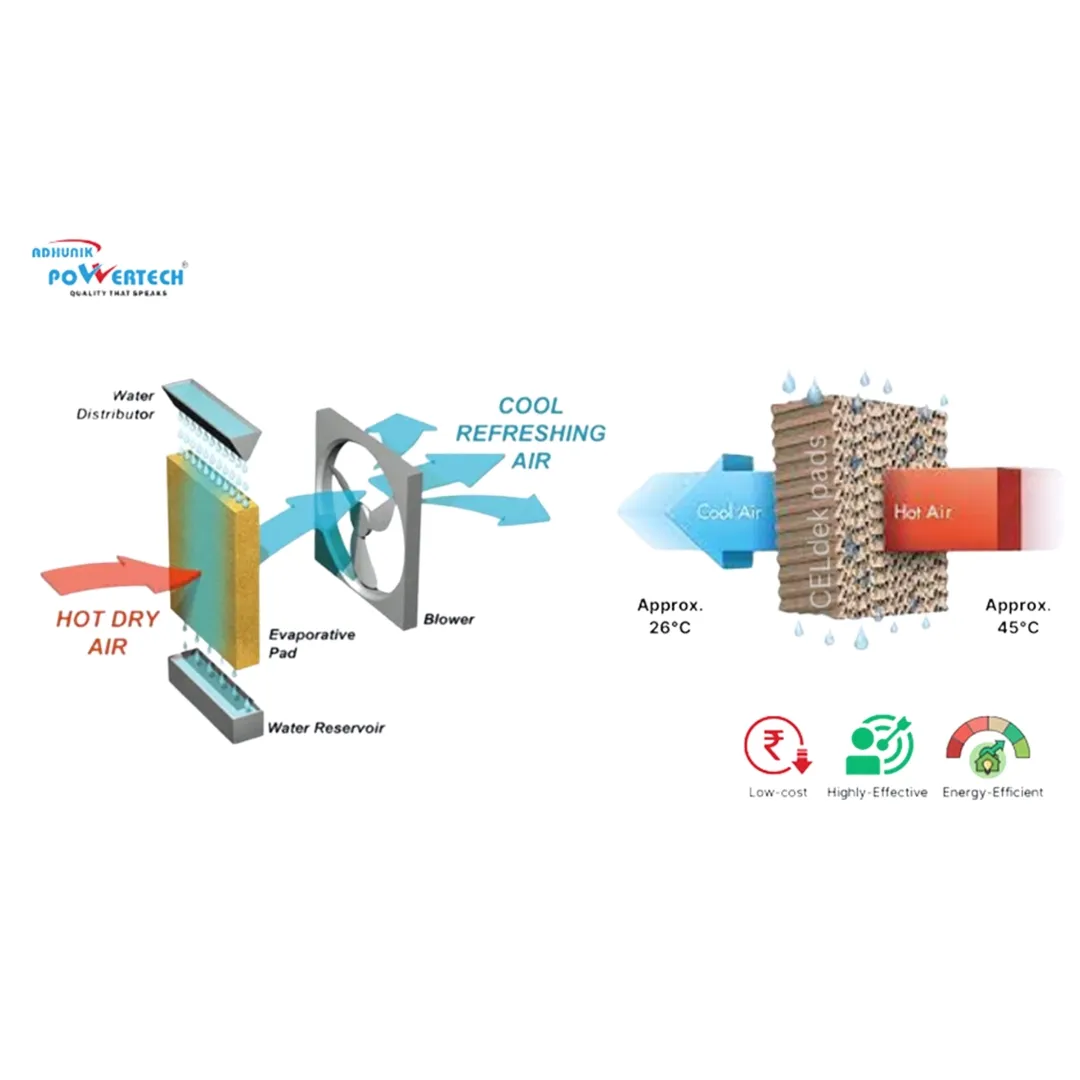 ADHUNIK
POWERTECH®
QUALITY THAT SPEAKS
Water
Distributor
COOL
REFRESHING
AIR
HOT DRY
AIR
Evaporative
Pad
Blower
Water Reservoir
Cool Air
CELdek pads
Hot Air
Approx.
26°C
Approx.
45°C
₹
Low-cost
Highly-Effective
Energy-Efficient